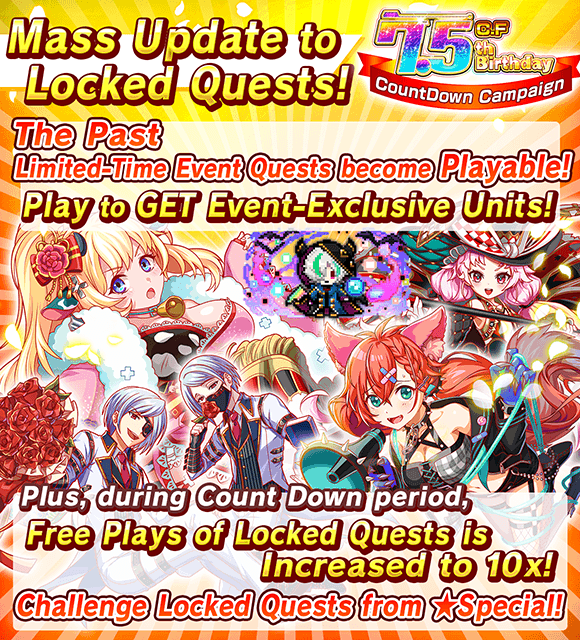 Mass Update to
Locked Quests!
C.F
7.5th
Birthday
CountDown Campaign
The Past
Limited-Time Event Quests become Playable!
Play to GET Event-Exclusive Units!
Plus, during Count Down period,
Free Plays of Locked Quests is
Increased to 10x!
Challenge Locked Quests from ★Special!